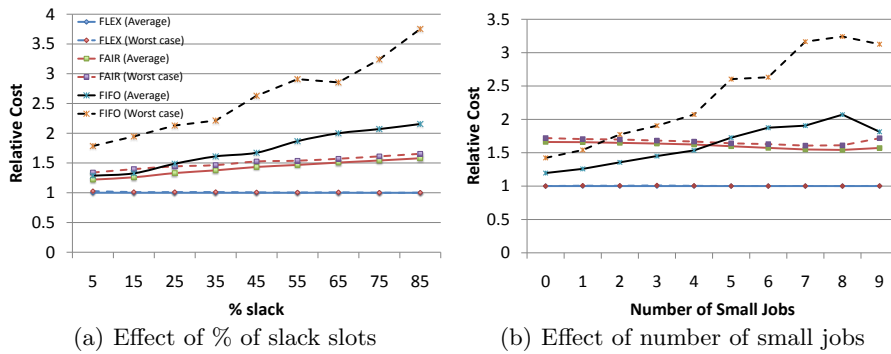 4
3.5
3
2.5
2
1.5
1
0.5
0
Relative Cost
FLEX (Average)
FLEX (Worst case)
FAIR (Average)
FAIR (Worst case)
FIFO (Average)
FIFO (Worst case)
5 15 25 35 45 55 65 75 85
% slack
(a) Effect of % of slack slots
3.5
3
2.5
2
1.5
1
0.5
0
Relative Cost
0 1 2 3 4 5 6 7 8 9
Number of Small Jobs
(b) Effect of number of small jobs